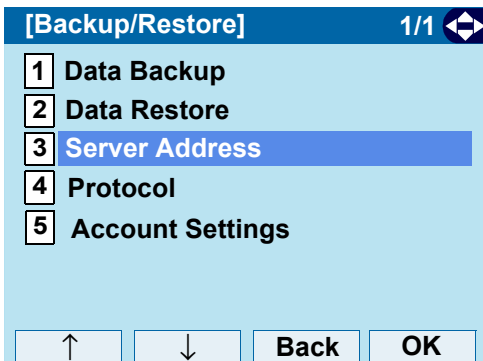 [Backup/Restore] 1/1
1 Data Backup
2 Data Restore
3 Server Address
4 Protocol
5 Account Settings
↑ ↓ Back OK